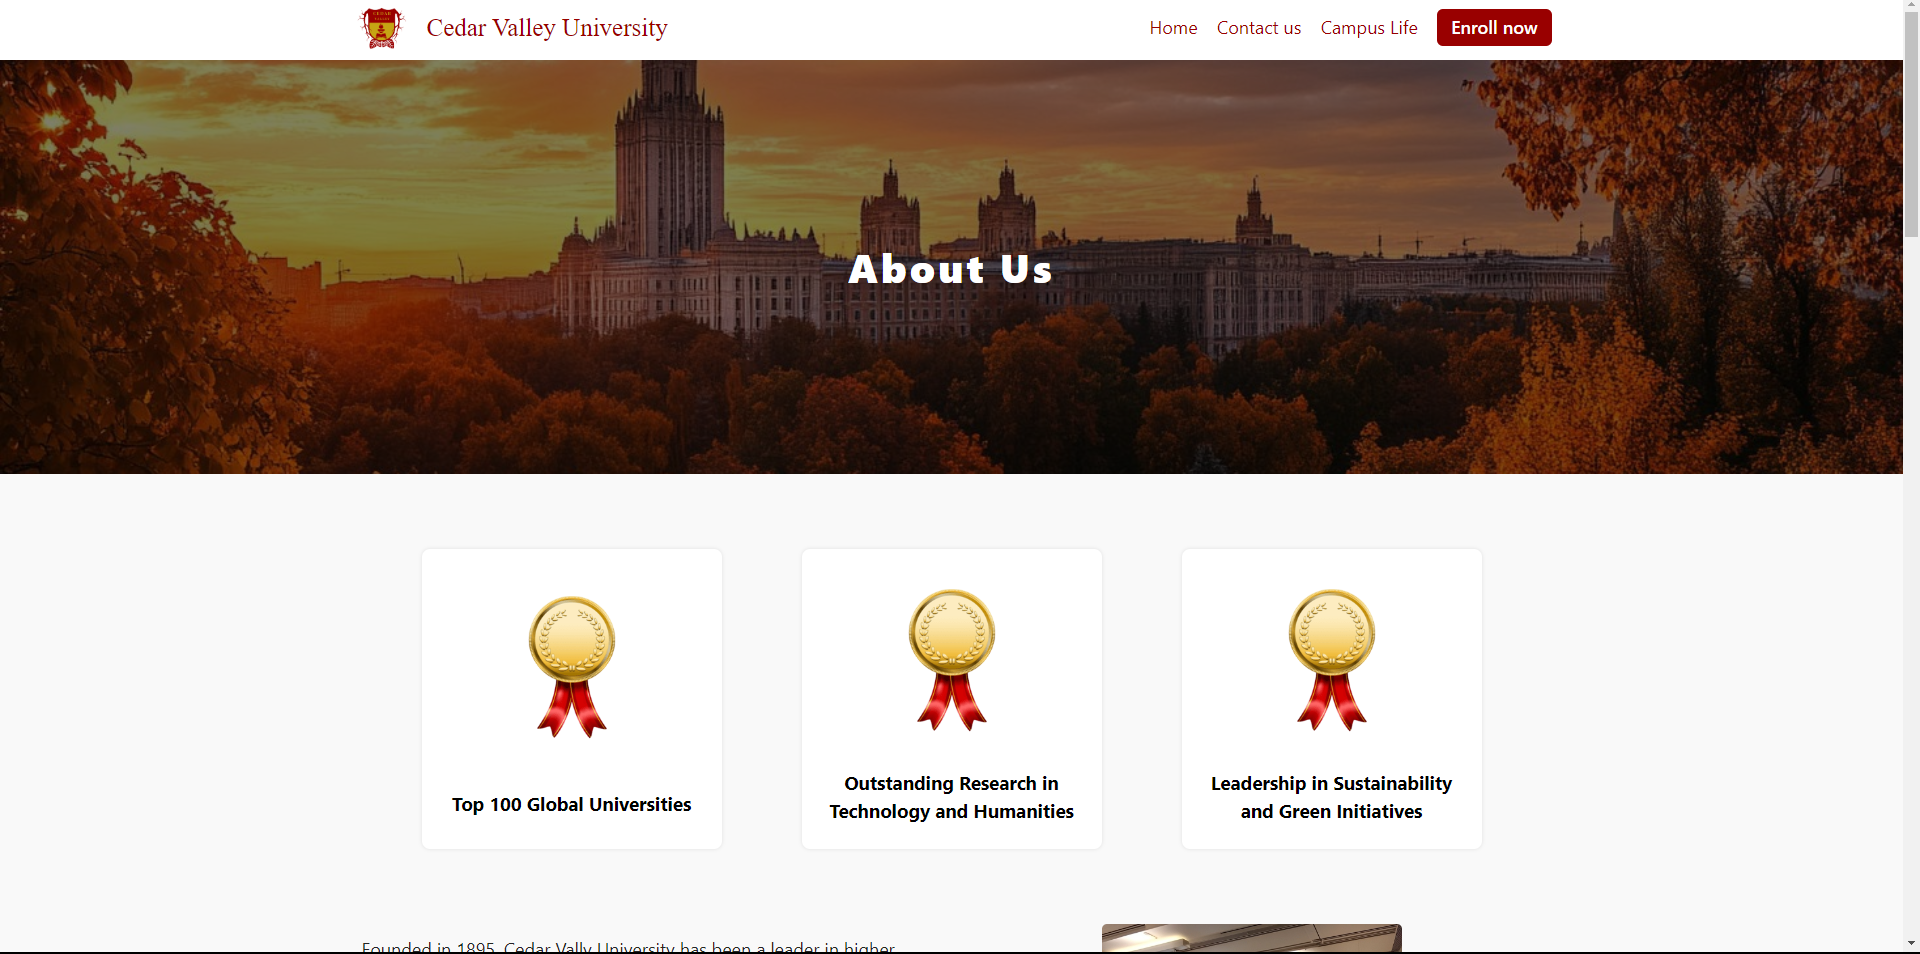 Cedar Valley University
Home Contact us Campus Life Enroll now
About Us
Top 100 Global Universities
Outstanding Research in
Technology and Humanities
Leadership in Sustainability
and Green Initiatives
Founded in 1895, Cedar Vally University has been a leader in higher